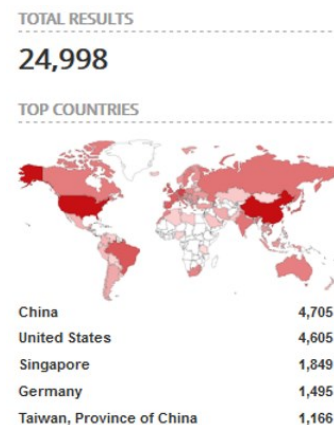 TOTAL RESULTS
24,998
TOP COUNTRIES
China 4,705
United States 4,605
Singapore 1,849
Germany 1,495
Taiwan, Province of China 1,166